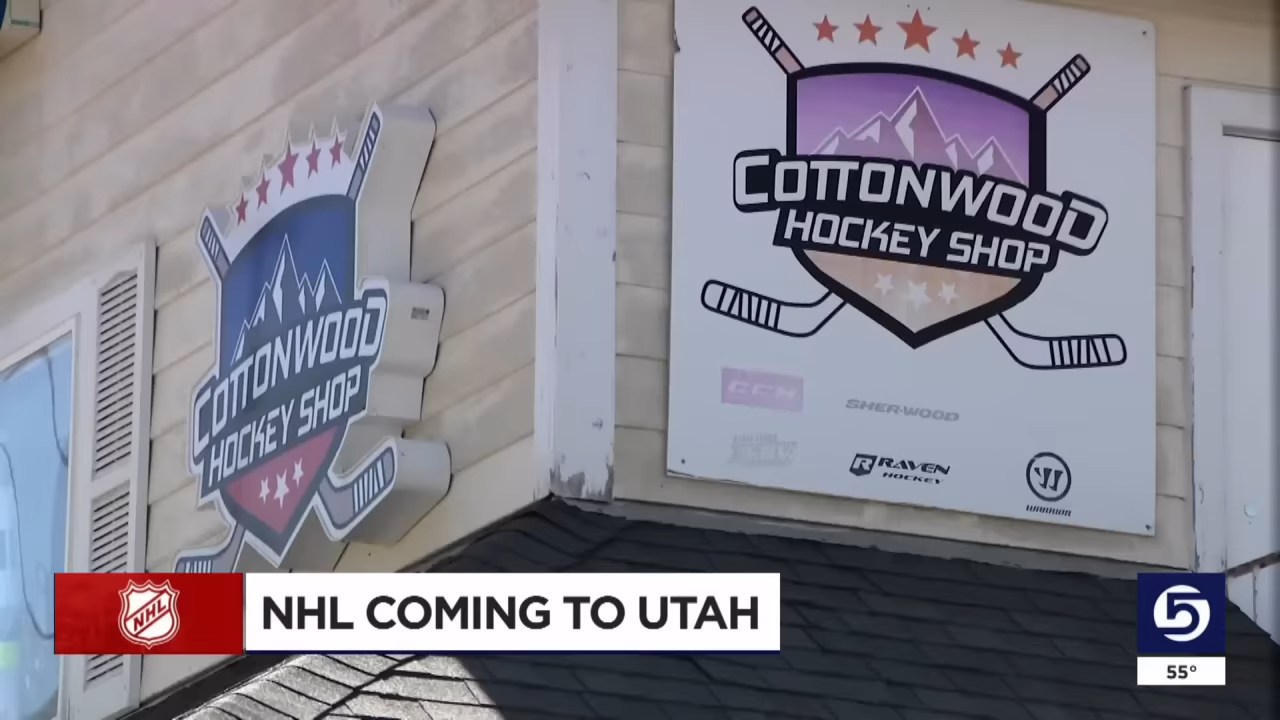 COTTONWOOD
HOCKEY SHOP
COTTONWOOD
HOCKEY SHOP
CCM
SHER-WOOD
RAVEN
HOCKEY
WARRIOR
NHL
NHL COMING TO UTAH
5
55°